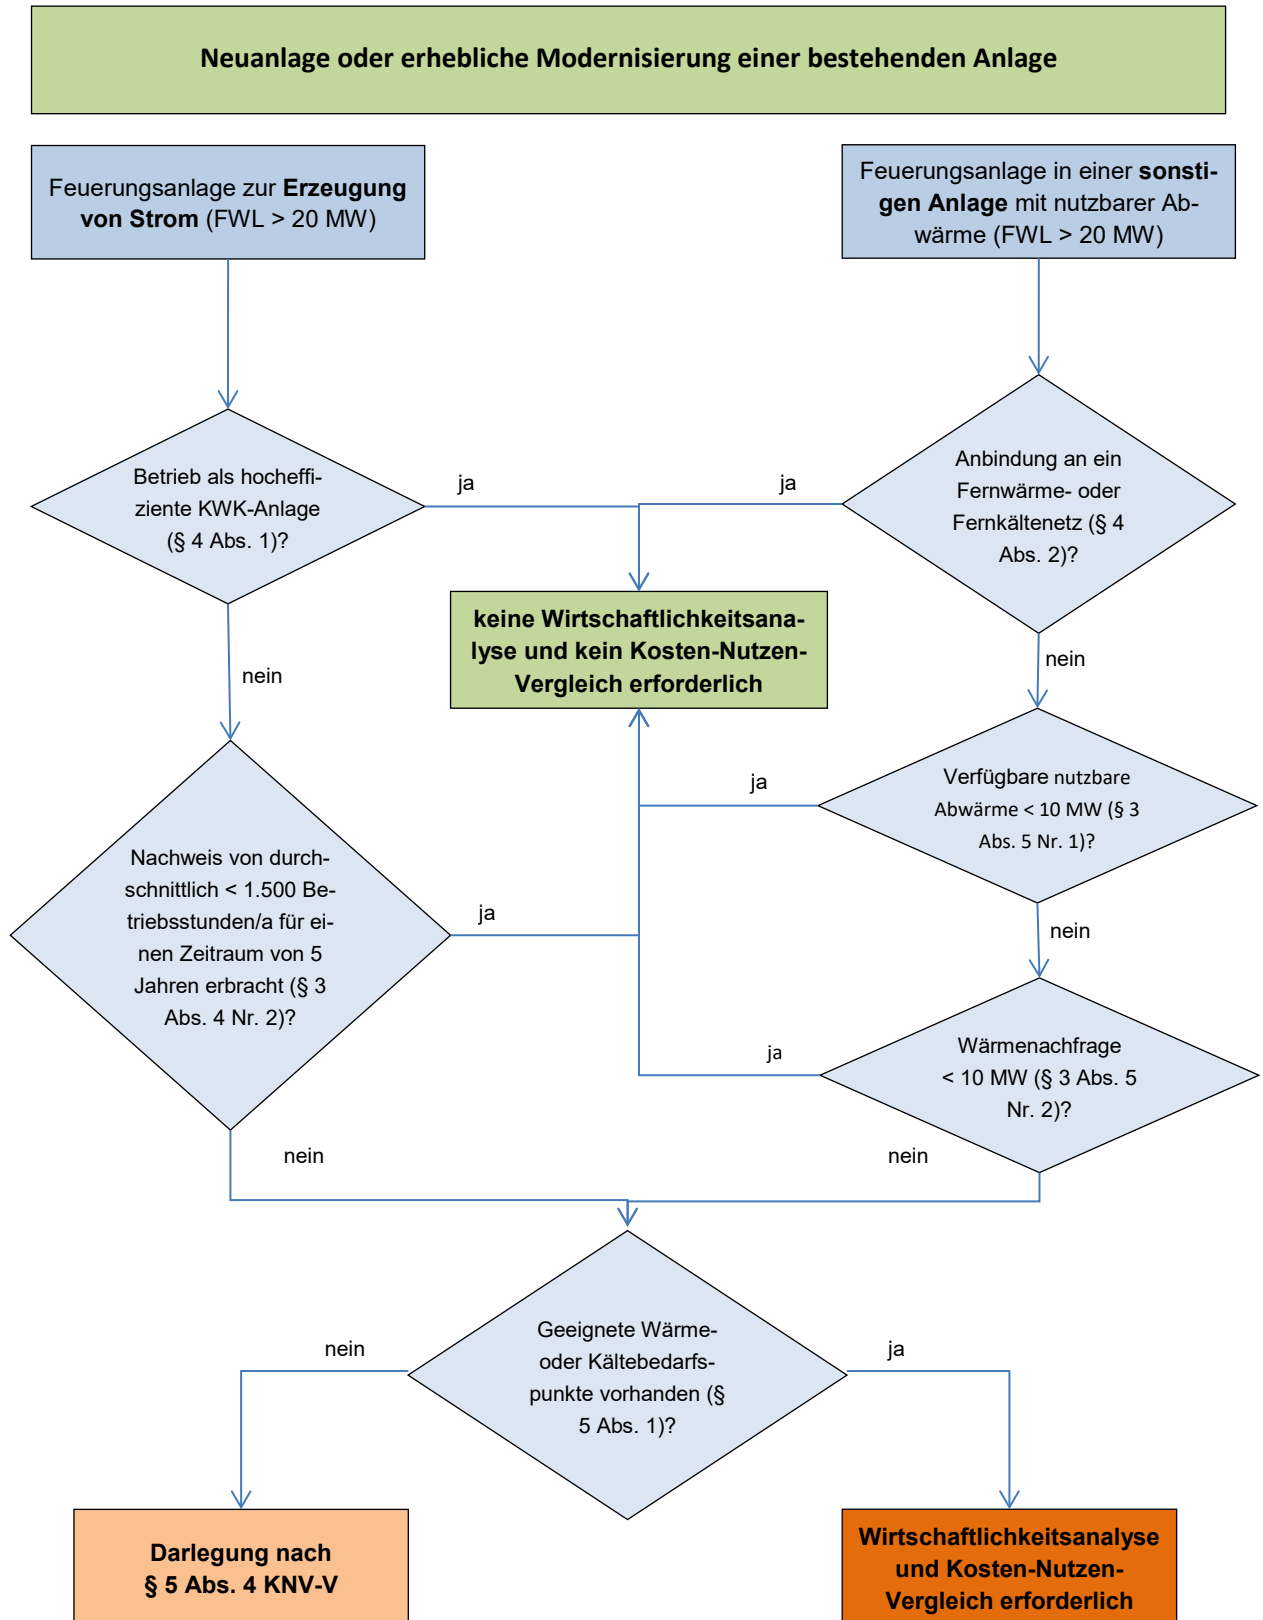 Neuanlage oder erhebliche Modernisierung einer bestehenden Anlage
Feuerungsanlage zur Erzeugung
von Strom (FWL > 20 MW)
Feuerungsanlage in einer sonsti-
gen Anlage mit nutzbarer Ab-
wärme (FWL > 20 MW)
Betrieb als hocheffi-
ziente KWK-Anlage
(§ 4 Abs. 1)?
ja
ja
Anbindung an ein
Fernwärme- oder
Fernkältenetz (§ 4
Abs. 2)?
keine Wirtschaftlichkeitsana-
lyse und kein Kosten-Nutzen-
Vergleich erforderlich
nein
nein
Verfügbare nutzbare
Abwärme < 10 MW (§ 3
Abs. 5 Nr. 1)?
ja
Nachweis von durch-
schnittlich < 1.500 Be-
triebsstunden/a für ei-
nen Zeitraum von 5
Jahren erbracht (§ 3
Abs. 4 Nr. 2)?
ja
nein
Wärmenachfrage
< 10 MW (§ 3 Abs. 5
Nr. 2)?
ja
nein
nein
Geeignete Wärme-
oder Kältebedarfs-
punkte vorhanden (§
5 Abs. 1)?
nein
ja
Darlegung nach
§ 5 Abs. 4 KNV-V
Wirtschaftlichkeitsanalyse
und Kosten-Nutzen-
Vergleich erforderlich